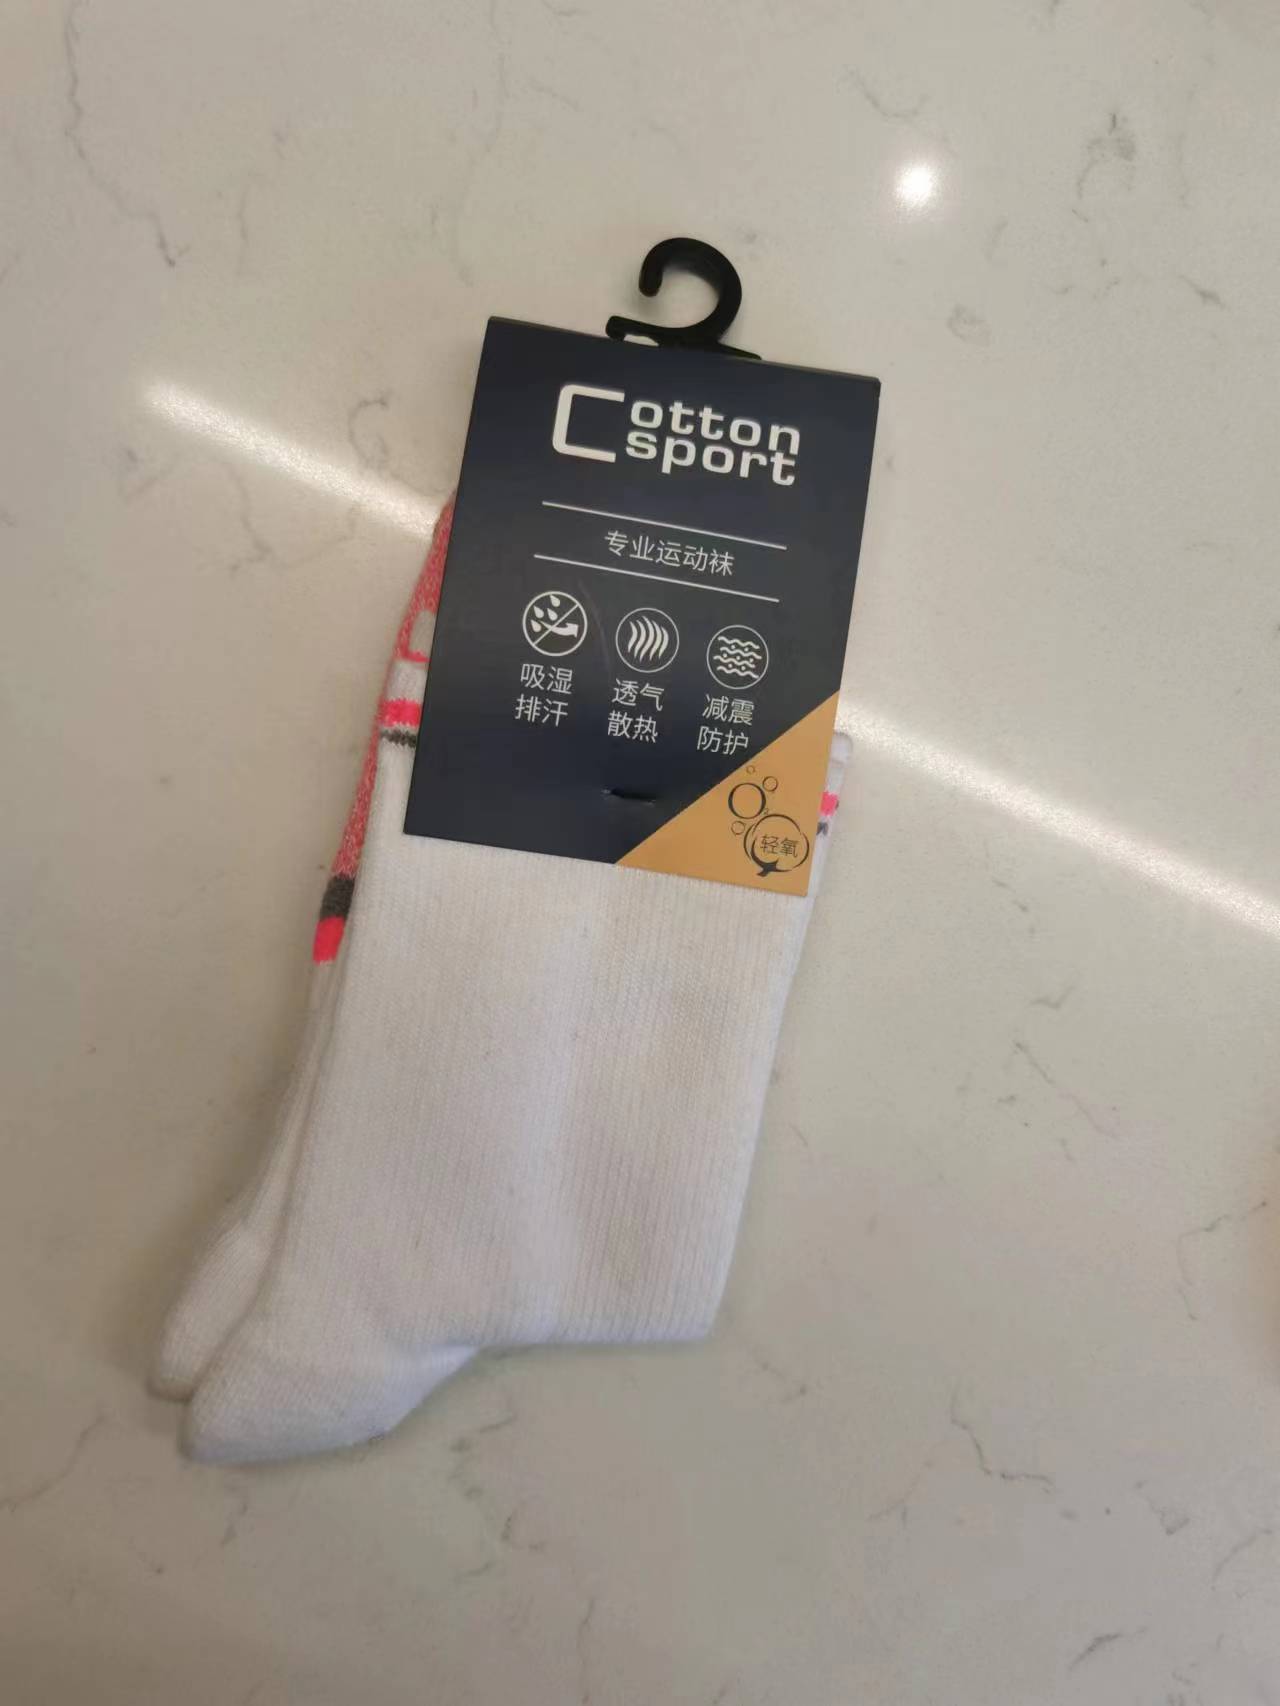 Cotton
sport
专业运动袜
吸湿
排汗
透气
散热
减震
防护
轻氧